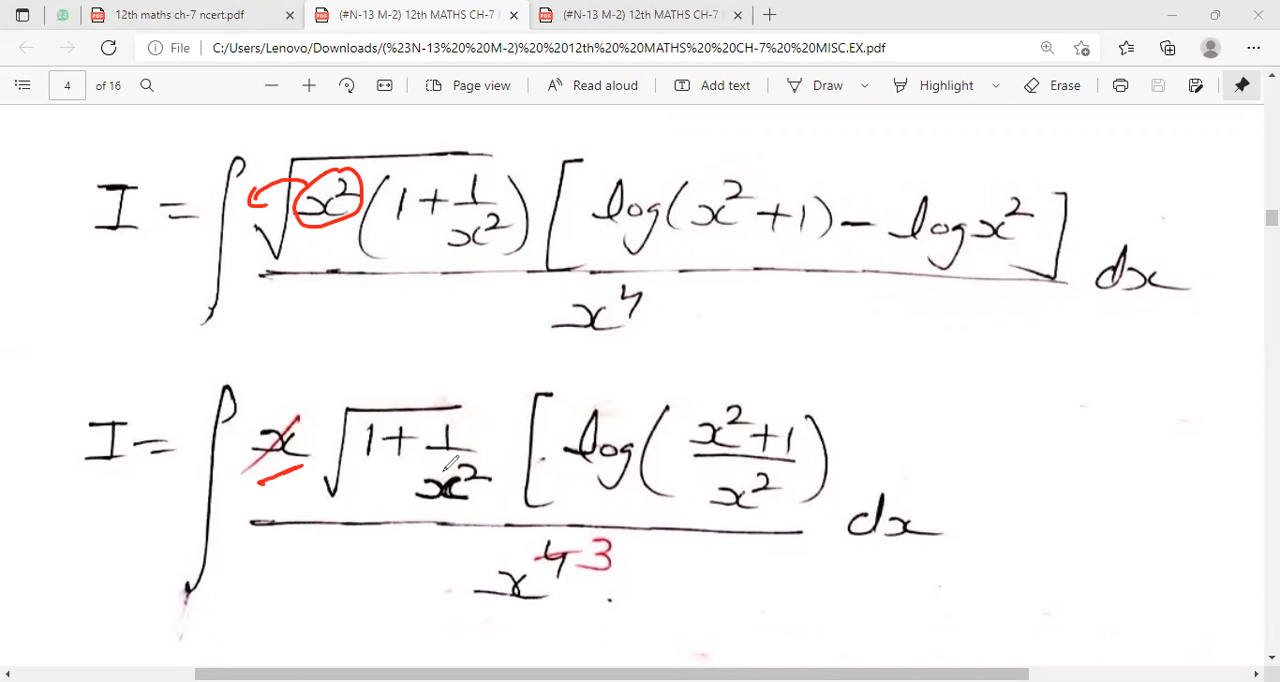 12th maths ch-7 ncert.pdf
(#N-13 M-2) 12th MATHS CH-7
(#N-13 M-2) 12th MATHS CH-7
File C:/Users/Lenovo/Downloads/(%23N-13%20%20M-2)%20%2012th%20%20MATHS%20%20CH-7%20%20MISC.EX.pdf
4 of 16 Page view Read aloud Add text Draw Highlight Erase
I = ∫ √(x²(1 + 1/x²)) [log(x²+1) − log x²] / x⁴ dx
I = ∫ x √(1 + 1/x²) [log((x²+1)/x²) / x⁴ 3 dx